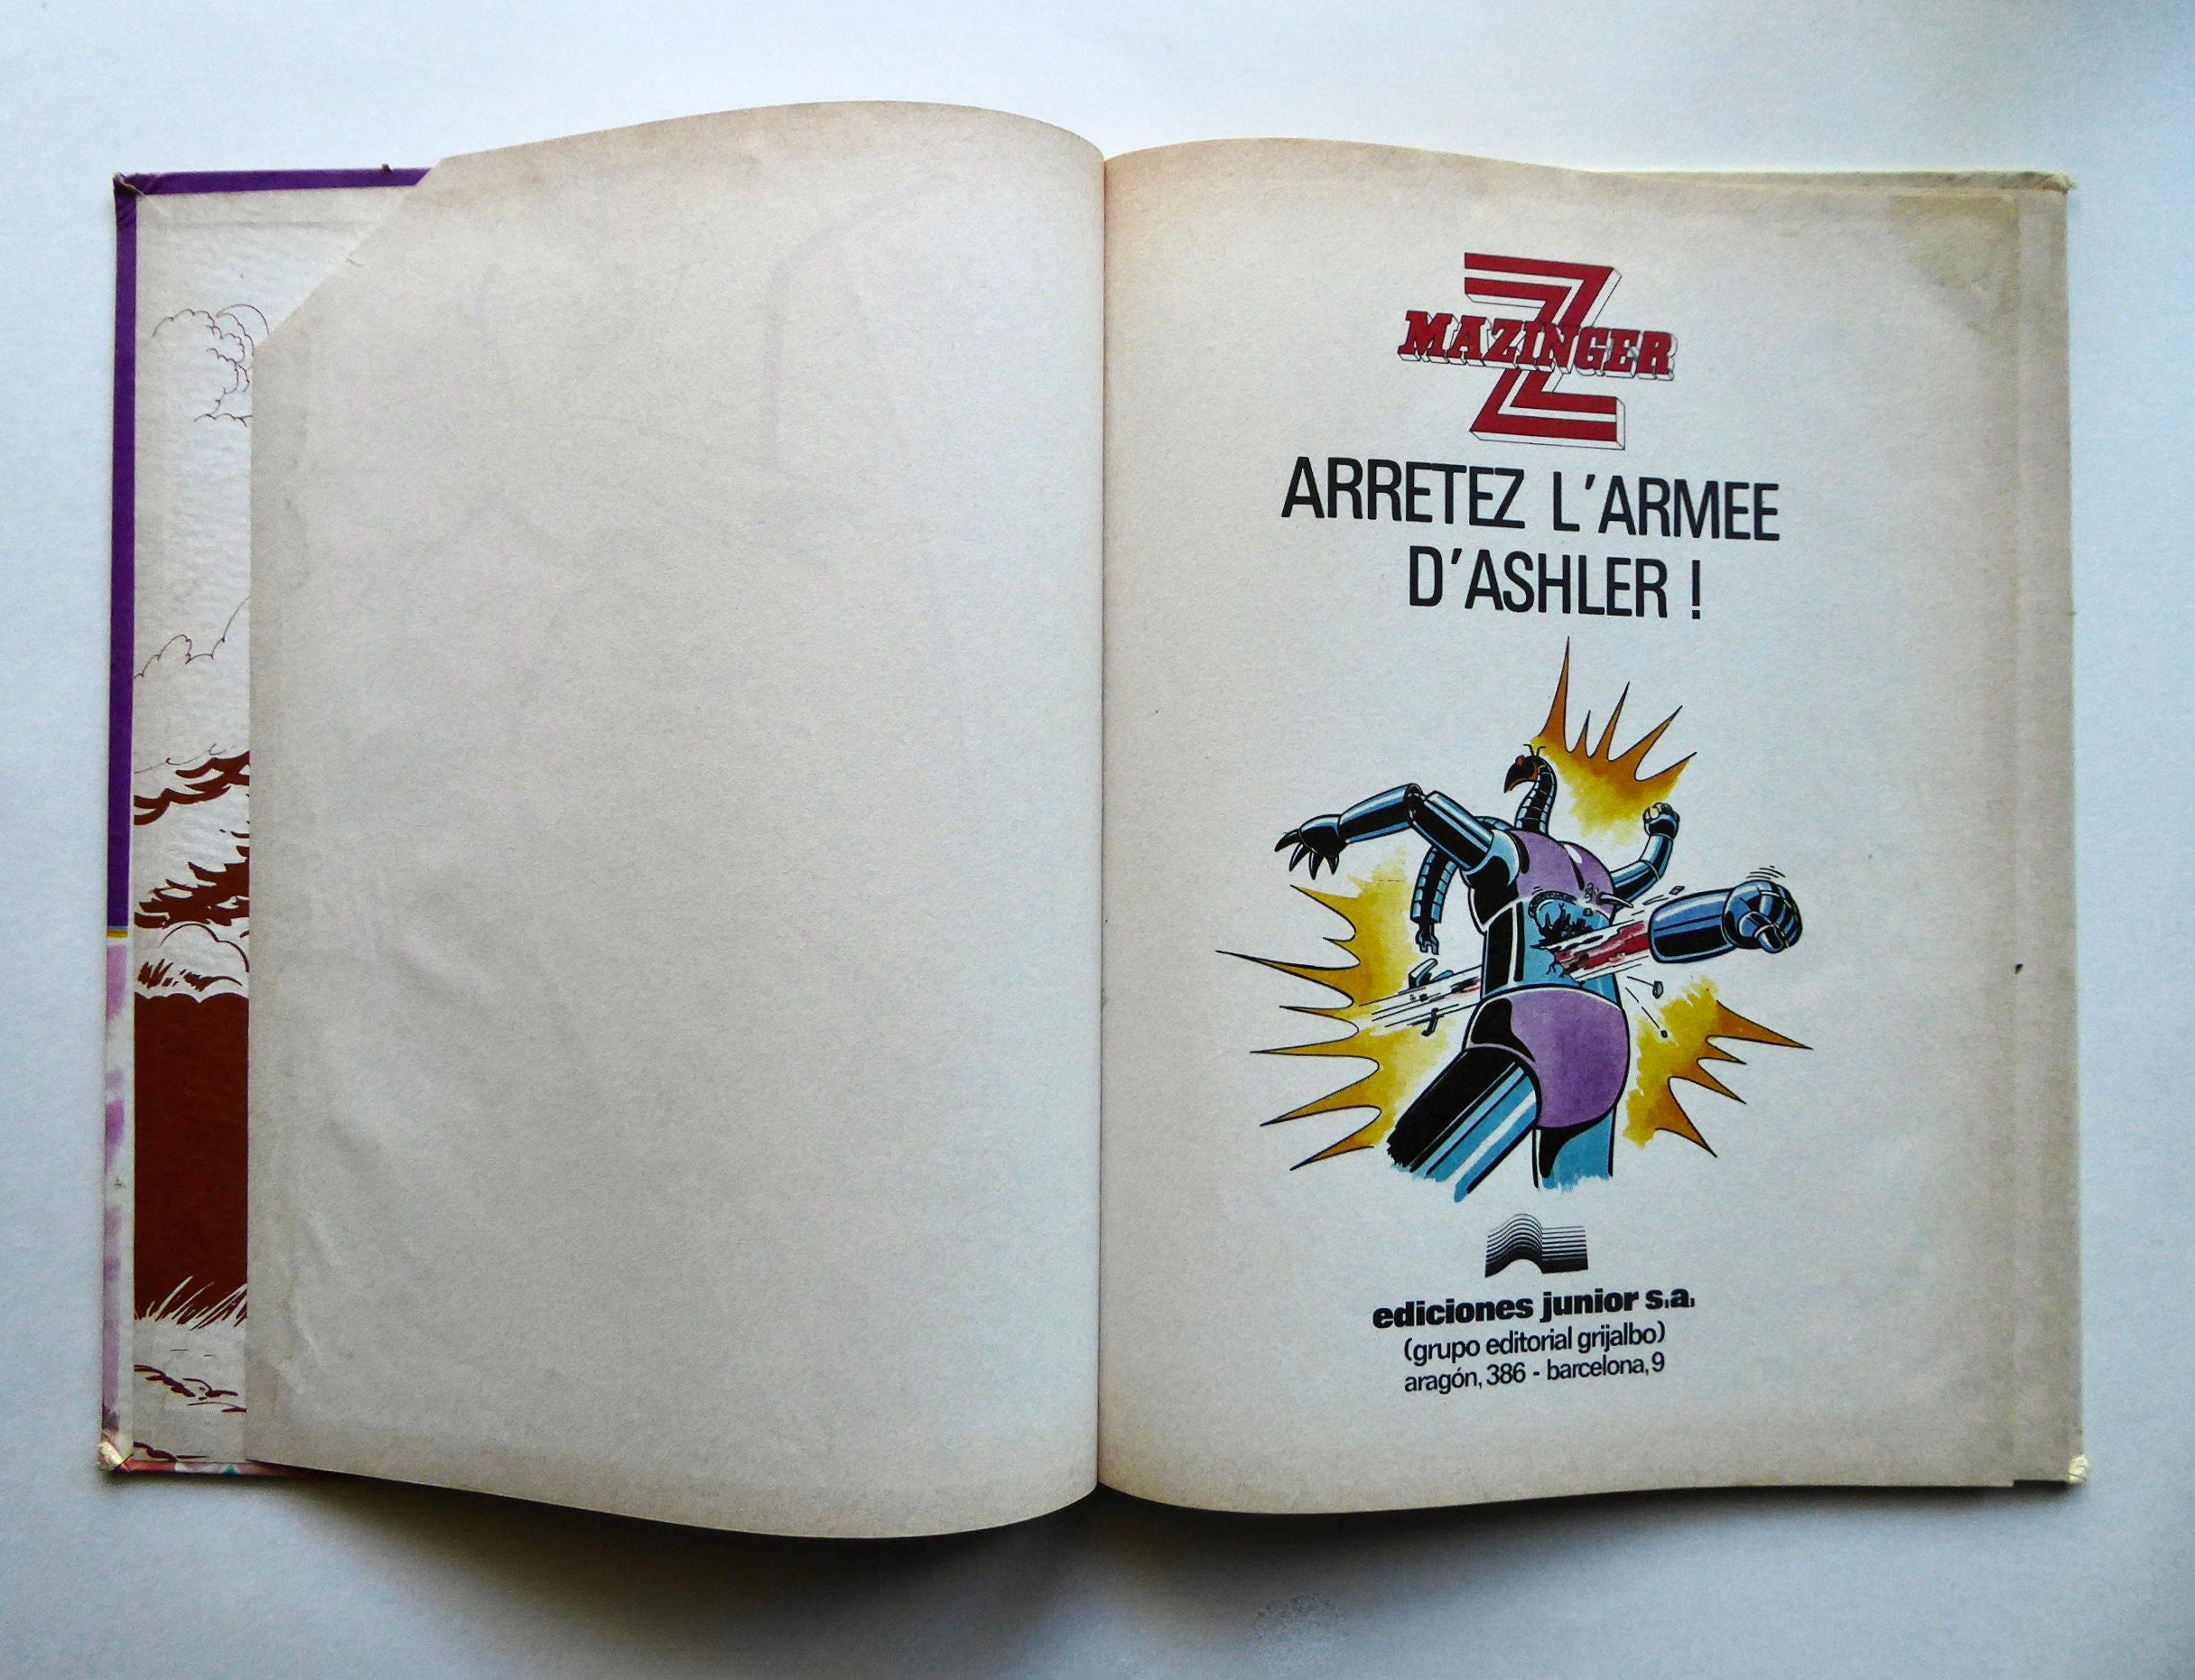 MAZINGER
Z
ARRETEZ L'ARMEE
D'ASHLER !
ediciones junior s.a.
(grupo editorial grijalbo)
aragón, 386 - barcelona, 9